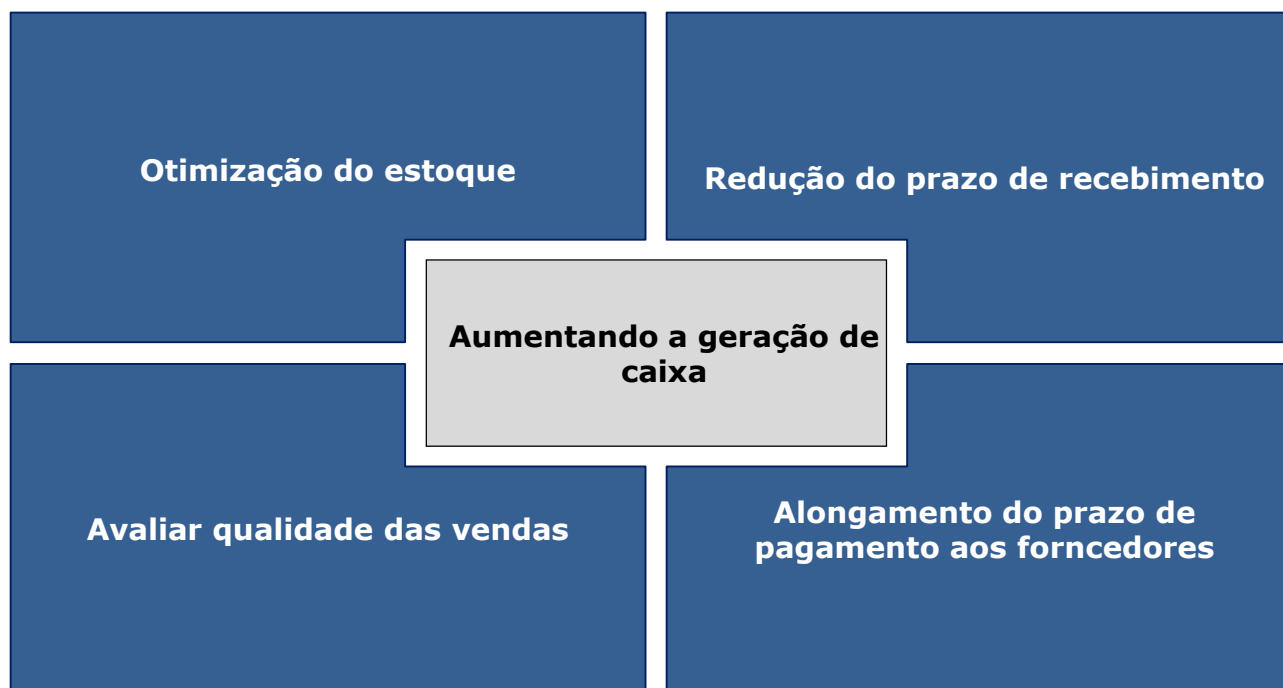 Otimização do estoque
Redução do prazo de recebimento
Aumentando a geração de
caixa
Avaliar qualidade das vendas
Alongamento do prazo de
pagamento aos forncedores